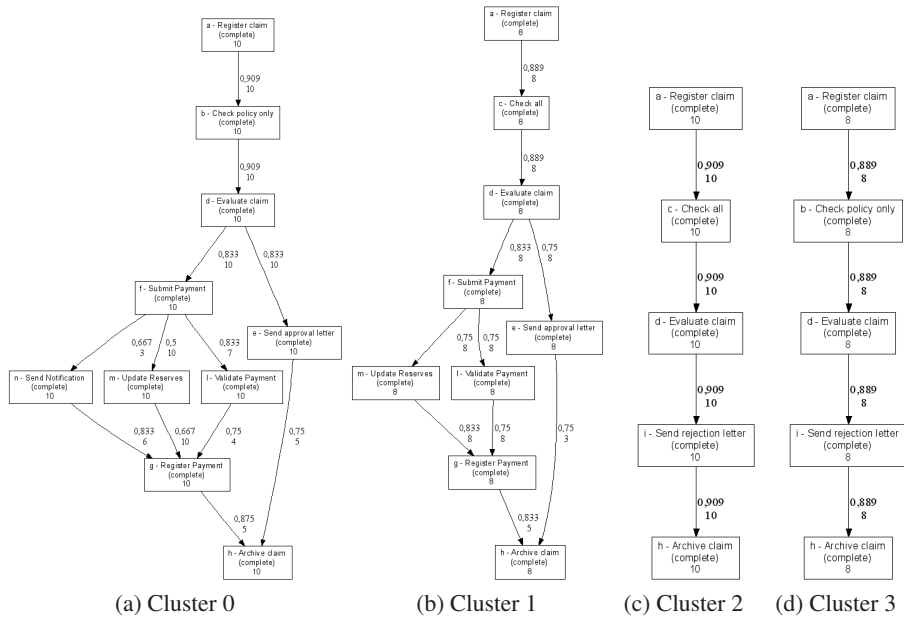 a - Register claim
(complete)
10
0,909
10
b - Check policy only
(complete)
10
0,909
10
d - Evaluate claim
(complete)
10
0,833
10
0,833
10
f - Submit Payment
(complete)
10
e - Send approval letter
(complete)
10
0,667
3
0,5
10
0,833
7
n - Send Notification
(complete)
10
m - Update Reserves
(complete)
10
l - Validate Payment
(complete)
10
0,833
6
0,667
10
0,75
4
0,75
5
g - Register Payment
(complete)
10
0,875
5
h - Archive claim
(complete)
10
(a) Cluster 0
a - Register claim
(complete)
8
0,889
8
c - Check all
(complete)
8
0,889
8
d - Evaluate claim
(complete)
8
0,833
8
0,75
8
f - Submit Payment
(complete)
8
e - Send approval letter
(complete)
8
0,75
8
0,75
8
m - Update Reserves
(complete)
8
l - Validate Payment
(complete)
8
0,833
8
0,75
8
0,75
3
g - Register Payment
(complete)
8
0,833
5
h - Archive claim
(complete)
8
(b) Cluster 1
a - Register claim
(complete)
10
0,909
10
c - Check all
(complete)
10
0,909
10
d - Evaluate claim
(complete)
10
0,909
10
i - Send rejection letter
(complete)
10
0,909
10
h - Archive claim
(complete)
10
(c) Cluster 2
a - Register claim
(complete)
8
0,889
8
b - Check policy only
(complete)
8
0,889
8
d - Evaluate claim
(complete)
8
0,889
8
i - Send rejection letter
(complete)
8
0,889
8
h - Archive claim
(complete)
8
(d) Cluster 3